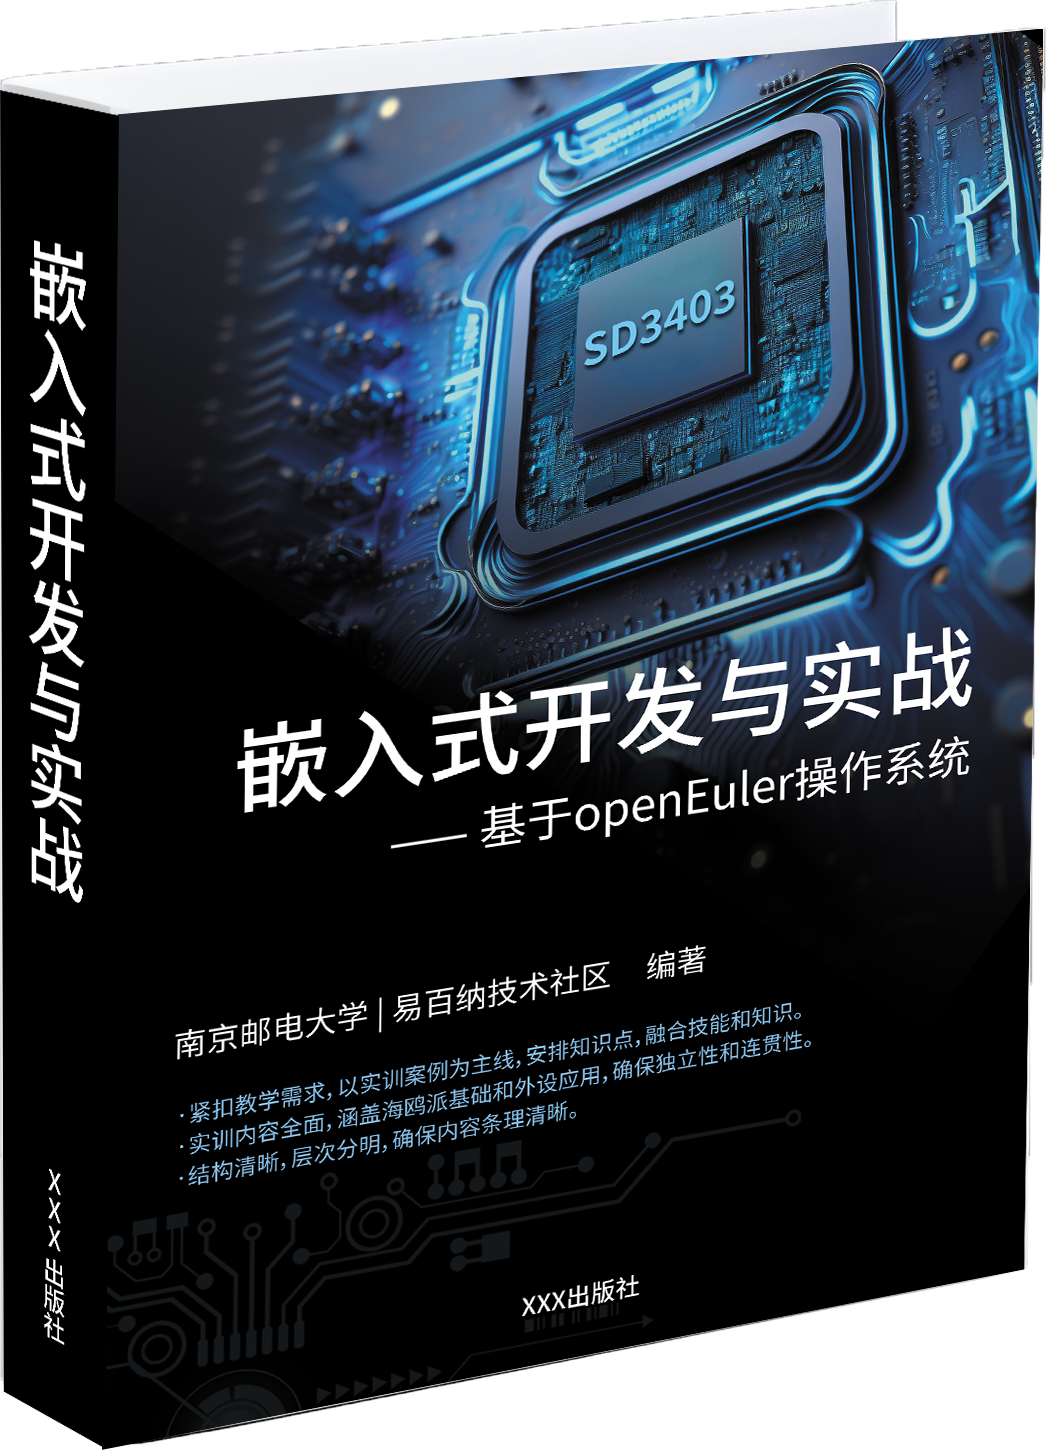 嵌入式开发与实战
XXX出版社
SD3403
嵌入式开发与实战
—— 基于openEuler操作系统
南京邮电大学 | 易百纳技术社区 编著
·紧扣教学需求，以实训案例为主线，安排知识点，融合技能和知识。
·实训内容全面，涵盖海鸥派基础和外设应用，确保独立性和连贯性。
·结构清晰，层次分明，确保内容条理清晰。
XXX出版社